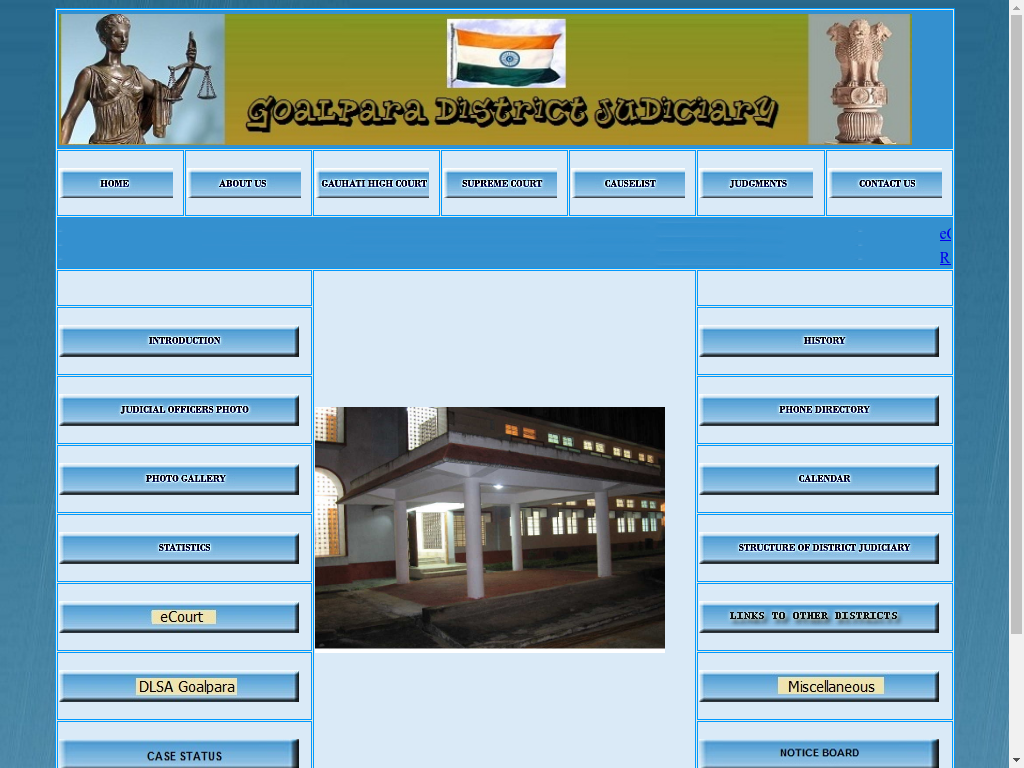 Goalpara District Judiciary
HOME
ABOUT US
GAUHATI HIGH COURT
SUPREME COURT
CAUSELIST
JUDGMENTS
CONTACT US
INTRODUCTION
HISTORY
JUDICIAL OFFICERS PHOTO
PHONE DIRECTORY
PHOTO GALLERY
CALENDAR
STATISTICS
STRUCTURE OF DISTRICT JUDICIARY
eCourt
LINKS TO OTHER DISTRICTS
DLSA Goalpara
Miscellaneous
CASE STATUS
NOTICE BOARD